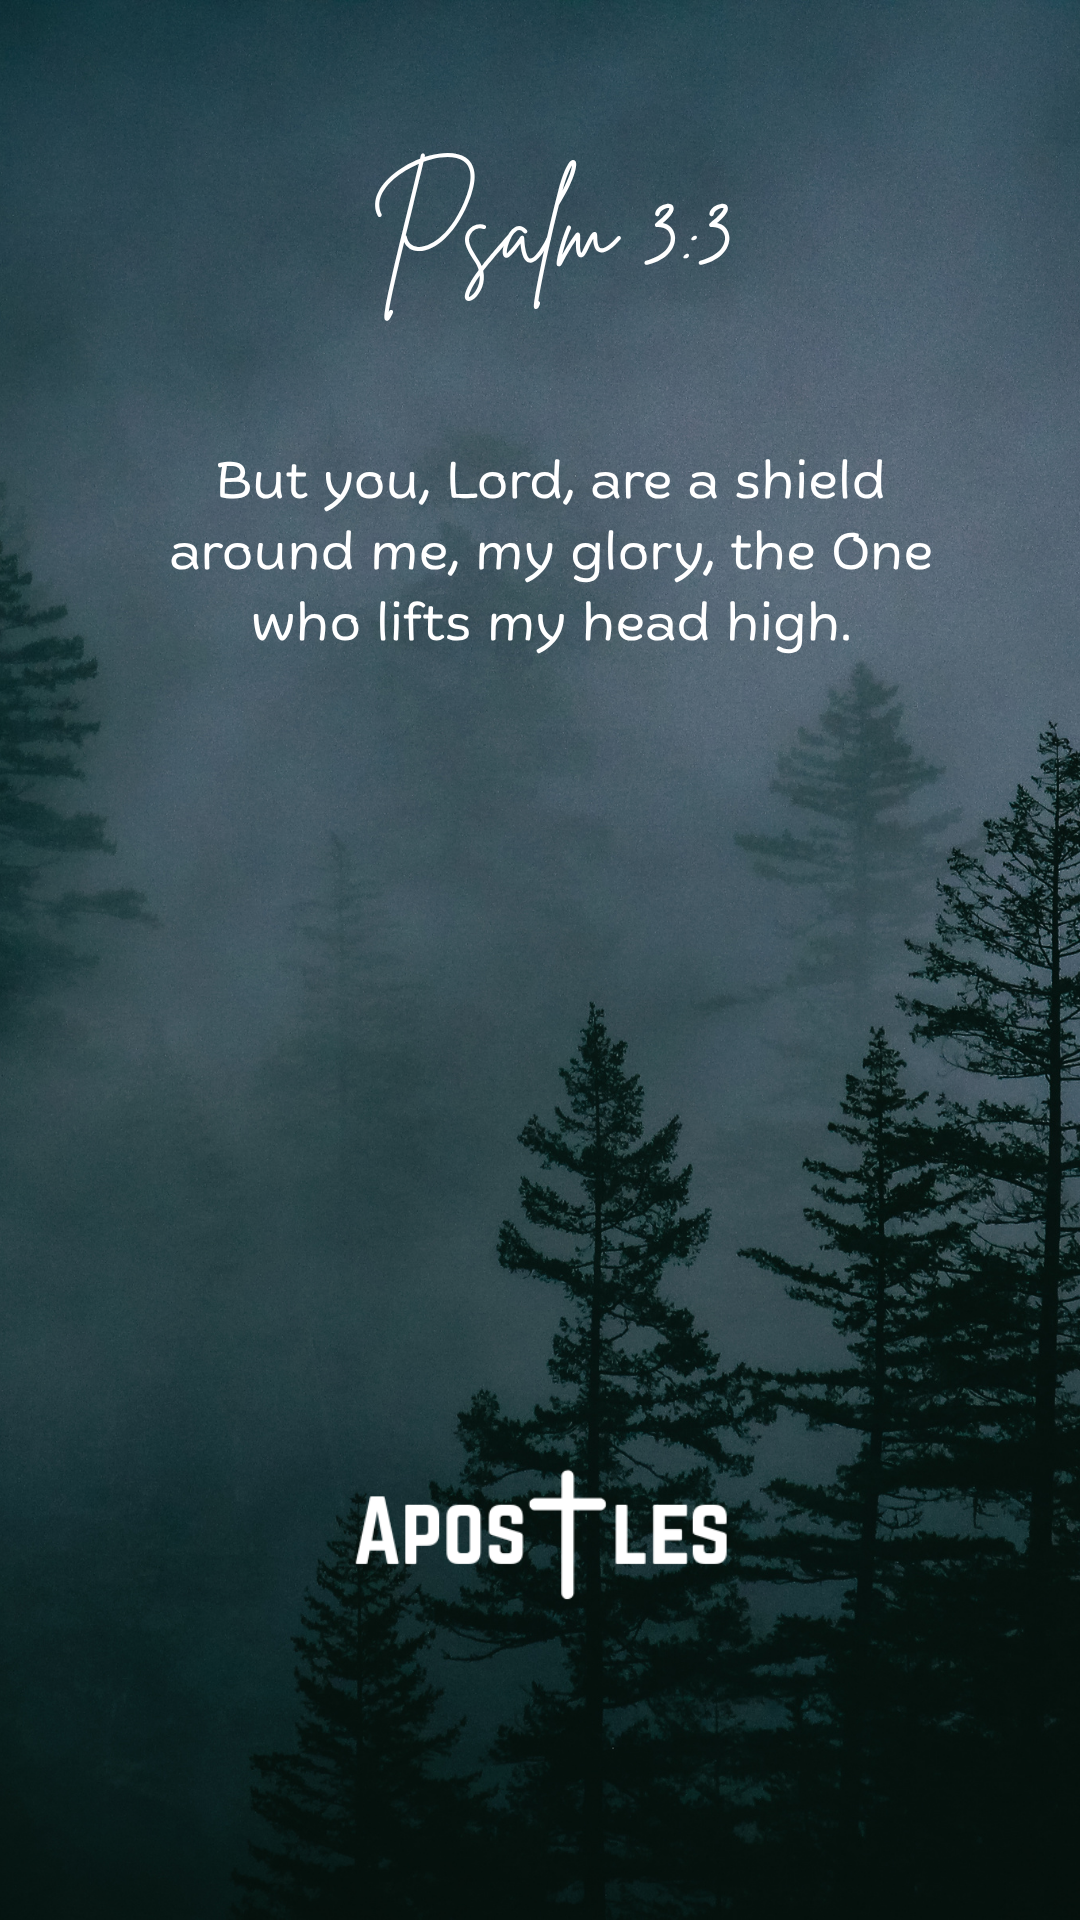 Psalm 3:3
But you, Lord, are a shield
around me, my glory, the One
who lifts my head high.
APOSTLES